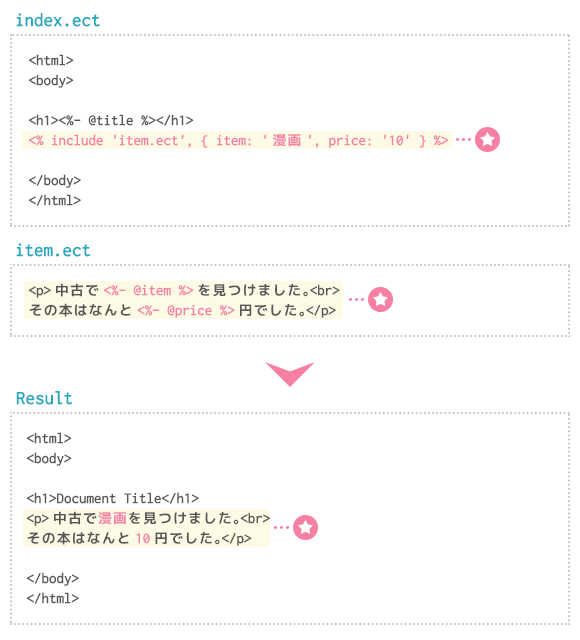 index.ect
<html>
<body>
<h1><%- @title %></h1>
<% include 'item.ect', { item: '漫画', price: '10' } %> ···
</body>
</html>
item.ect
<p>中古で <%- @item %> を見つけました。<br>
その本はなんと <%- @price %> 円でした。</p> ···
Result
<html>
<body>
<h1>Document Title</h1>
<p>中古で漫画を見つけました。<br>
その本はなんと 10 円でした。</p> ···
</body>
</html>